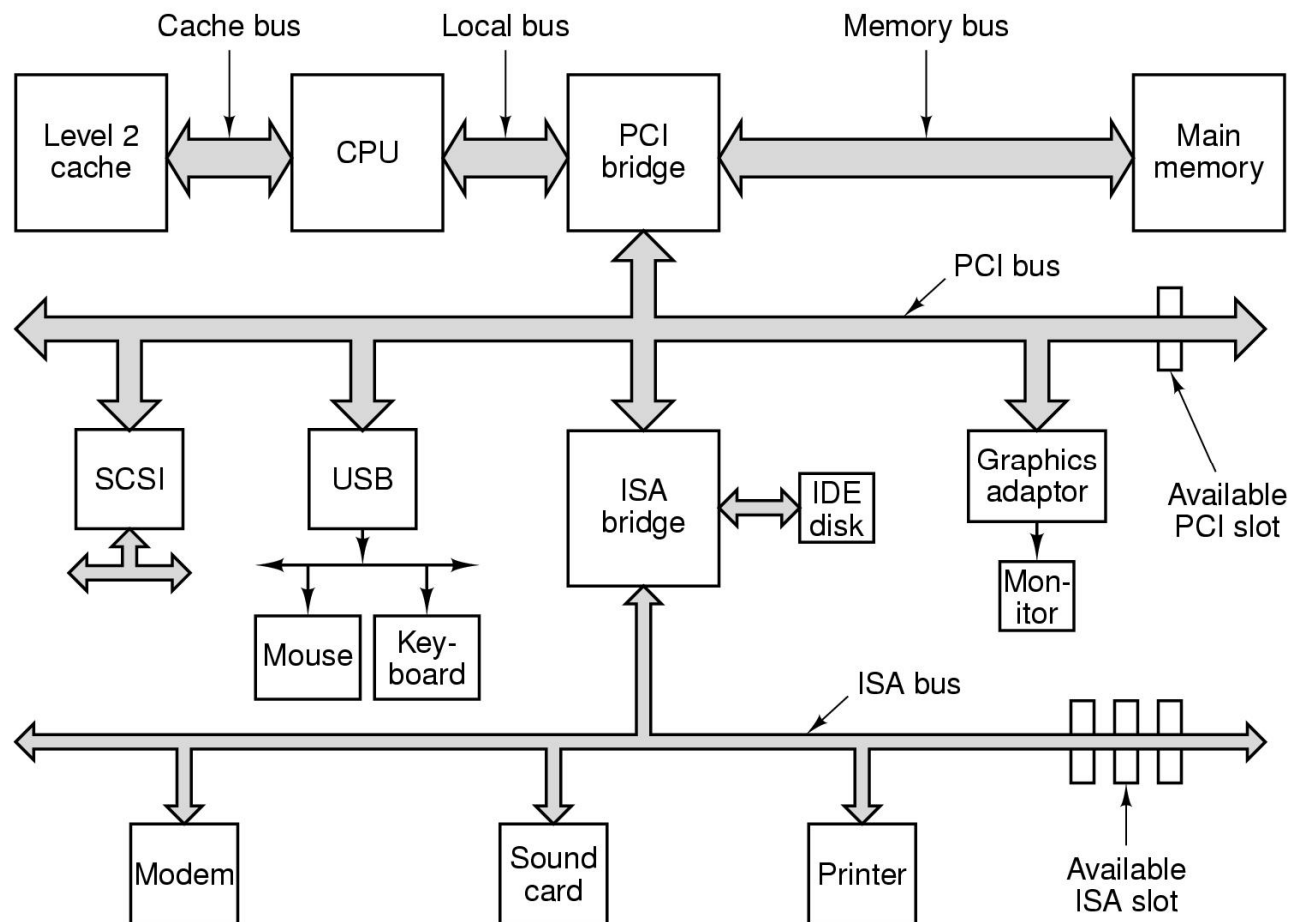 Cache bus
Local bus
Memory bus
Level 2
cache
CPU
PCI
bridge
Main
memory
PCI bus
SCSI
USB
ISA
bridge
IDE
disk
Graphics
adaptor
Available
PCI slot
Mon-
itor
Mouse
Key-
board
ISA bus
Modem
Sound
card
Printer
Available
ISA slot